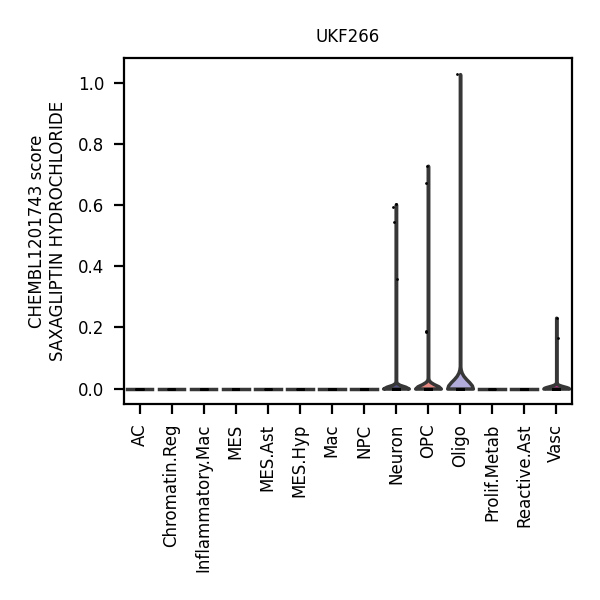 UKF266
CHEMBL1201743 score
SAXAGLIPTIN HYDROCHLORIDE
1.0
0.8
0.6
0.4
0.2
0.0
AC
Chromatin.Reg
Inflammatory.Mac
MES
MES.Ast
MES.Hyp
Mac
NPC
Neuron
OPC
Oligo
Prolif.Metab
Reactive.Ast
Vasc